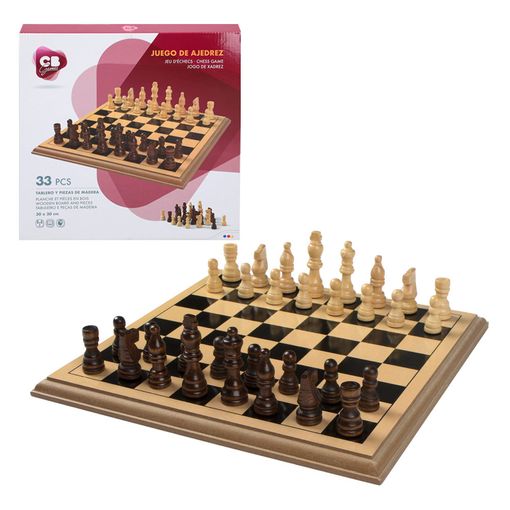 CB
Games
JUEGO DE AJEDREZ
JEU D'ÉCHECS · CHESS GAME
JOGO DE XADREZ
33 PCS
TABLERO Y PIEZAS DE MADERA
PLANCHE ET PIÈCES EN BOIS
WOODEN BOARD AND PIECES
TABULEIRO E PEÇAS DE MADEIRA
30 x 30 cm